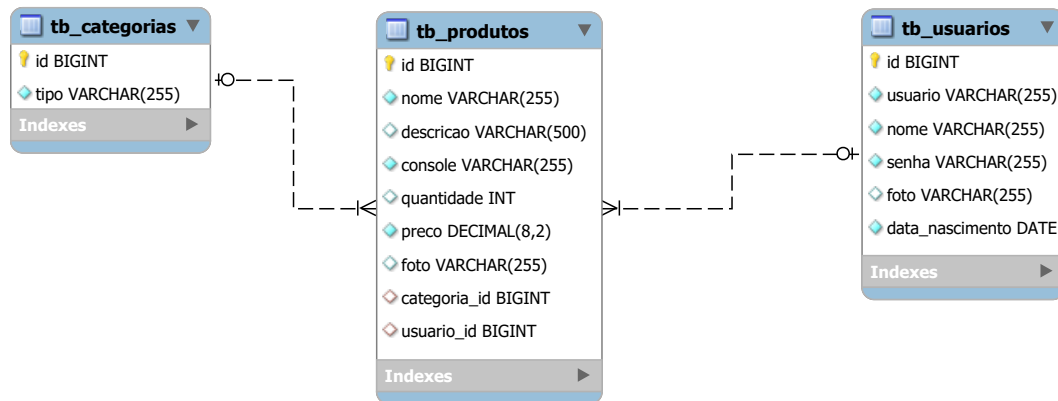 tb_categorias
id BIGINT
tipo VARCHAR(255)
Indexes
tb_produtos
id BIGINT
nome VARCHAR(255)
descricao VARCHAR(500)
console VARCHAR(255)
quantidade INT
preco DECIMAL(8,2)
foto VARCHAR(255)
categoria_id BIGINT
usuario_id BIGINT
Indexes
tb_usuarios
id BIGINT
usuario VARCHAR(255)
nome VARCHAR(255)
senha VARCHAR(255)
foto VARCHAR(255)
data_nascimento DATE
Indexes